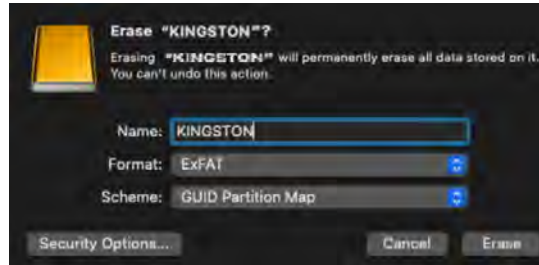 Erase “KINGSTON”?
Erasing “KINGSTON” will permanently erase all data stored on it.
You can't undo this action.
Name: KINGSTON
Format: ExFAT
Scheme: GUID Partition Map
Security Options... Cancel Erase